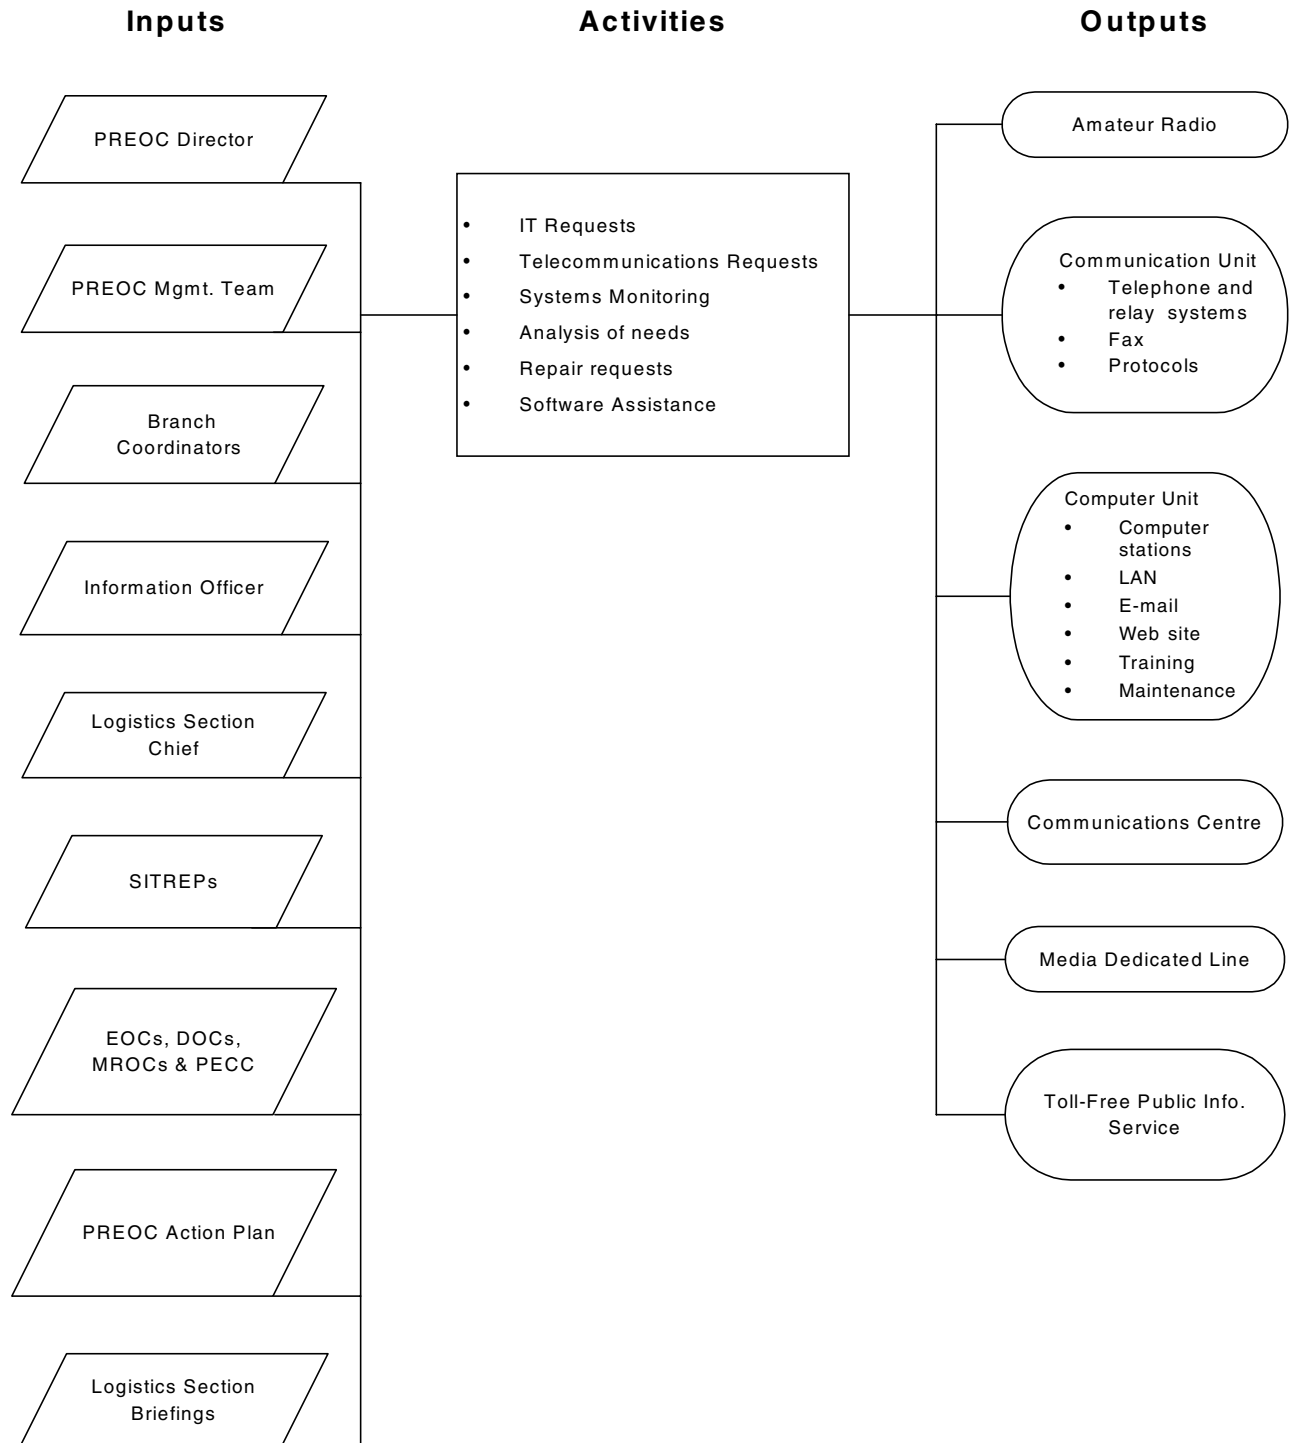 Inputs
Activities
Outputs
PREOC Director
PREOC Mgmt. Team
Branch
Coordinators
Information Officer
Logistics Section
Chief
SITREPs
EOCs, DOCs,
MROCs & PECC
PREOC Action Plan
Logistics Section
Briefings
• IT Requests
• Telecommunications Requests
• Systems Monitoring
• Analysis of needs
• Repair requests
• Software Assistance
Amateur Radio
Communication Unit
• Telephone and
relay systems
• Fax
• Protocols
Computer Unit
• Computer
stations
• LAN
• E-mail
• Web site
• Training
• Maintenance
Communications Centre
Media Dedicated Line
Toll-Free Public Info.
Service